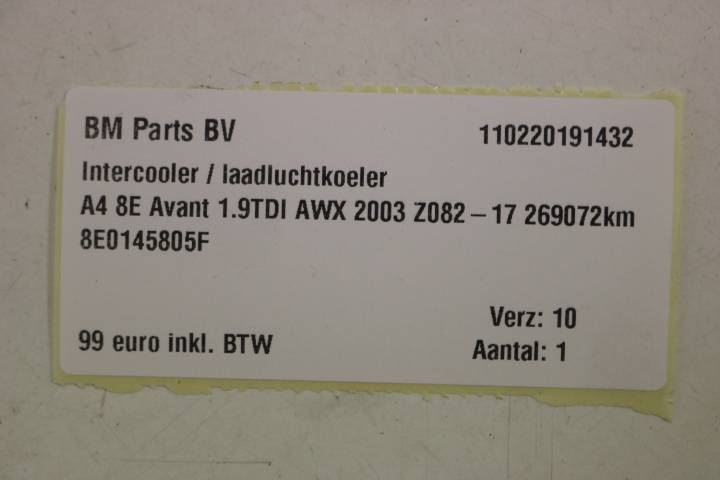 BM Parts BV 110220191432
Intercooler / laadluchtkoeler
A4 8E Avant 1.9TDI AWX 2003 Z082 – 17 269072km
8E0145805F
Verz: 10
99 euro inkl. BTW Aantal: 1